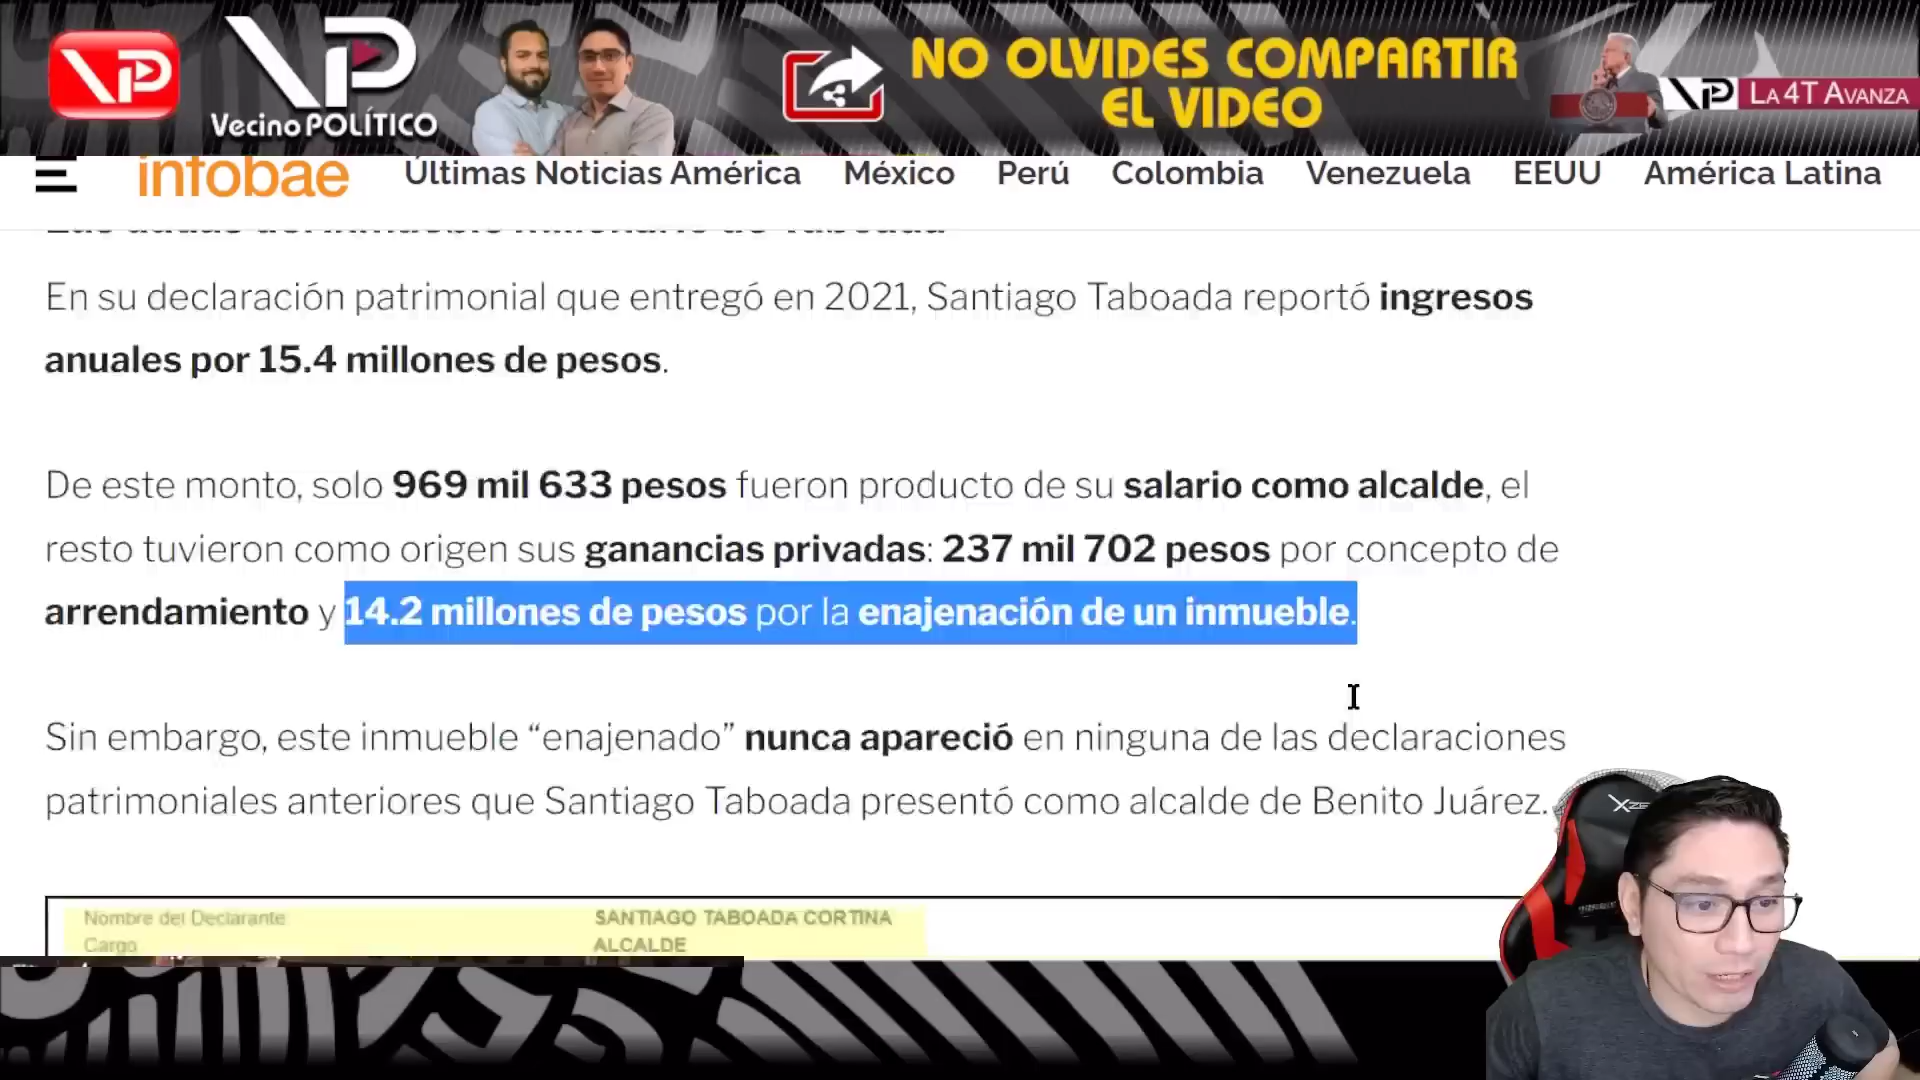 VP
VP
Vecino POLÍTICO
NO OLVIDES COMPARTIR
EL VIDEO
VP LA 4T AVANZA
infobae Últimas Noticias América México Perú Colombia Venezuela EEUU América Latina
En su declaración patrimonial que entregó en 2021, Santiago Taboada reportó ingresos
anuales por 15.4 millones de pesos.
De este monto, solo 969 mil 633 pesos fueron producto de su salario como alcalde, el
resto tuvieron como origen sus ganancias privadas: 237 mil 702 pesos por concepto de
arrendamiento y 14.2 millones de pesos por la enajenación de un inmueble.
Sin embargo, este inmueble “enajenado” nunca apareció en ninguna de las declaraciones
patrimoniales anteriores que Santiago Taboada presentó como alcalde de Benito Juárez.
Nombre del Declarante SANTIAGO TABOADA CORTINA
Cargo ALCALDE